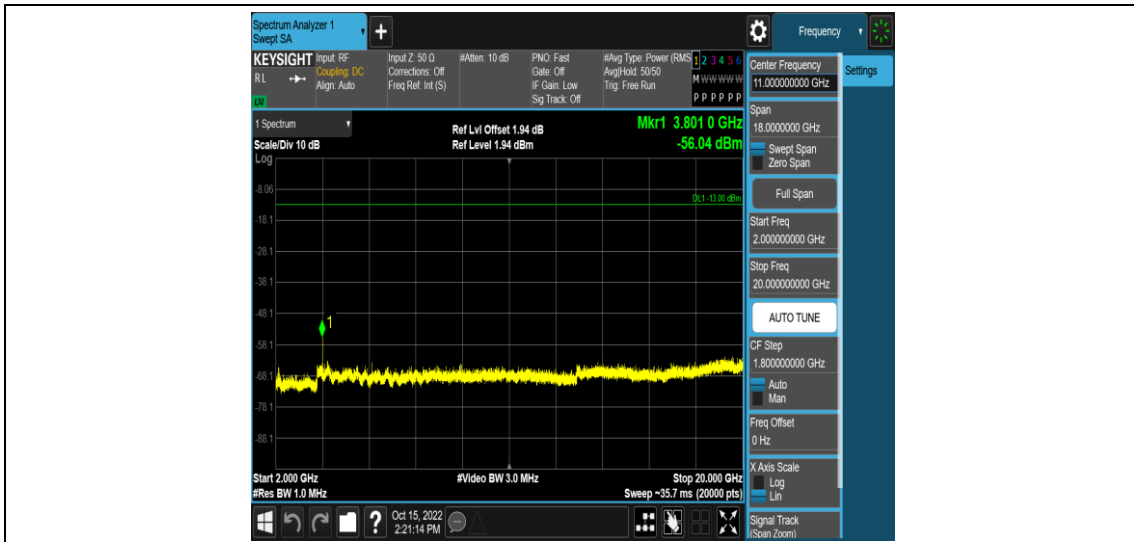 Spectrum Analyzer 1
Swept SA
+
Frequency
KEYSIGHT
RL
Input: RF
Coupling: DC
Align: Auto
Input Z: 50 Ω
Corrections: Off
Freq Ref: Int (S)
#Atten: 10 dB
PNO: Fast
Gate: Off
IF Gain: Low
Sig Track: Off
#Avg Type: Power (RMS
Avg|Hold: 50/50
Trig: Free Run
1 2 3 4 5 6
M W W W W W
P P P P P P
Center Frequency
11.000000000 GHz
Settings
Span
18.0000000 GHz
Swept Span
Zero Span
Full Span
Start Freq
2.000000000 GHz
Stop Freq
20.000000000 GHz
AUTO TUNE
CF Step
1.800000000 GHz
Auto
Man
Freq Offset
0 Hz
X Axis Scale
Log
Lin
Signal Track
(Span Zoom)
1 Spectrum
Scale/Div 10 dB
Log
Ref Lvl Offset 1.94 dB
Ref Level 1.94 dBm
Mkr1 3.801 0 GHz
-56.04 dBm
DL1 -13.00 dBm
-8.06
-18.1
-28.1
-38.1
-48.1
-58.1
-68.1
-78.1
-88.1
1
Start 2.000 GHz
#Res BW 1.0 MHz
#Video BW 3.0 MHz
Stop 20.000 GHz
Sweep ~35.7 ms (20000 pts)
?
Oct 15, 2022
2:21:14 PM